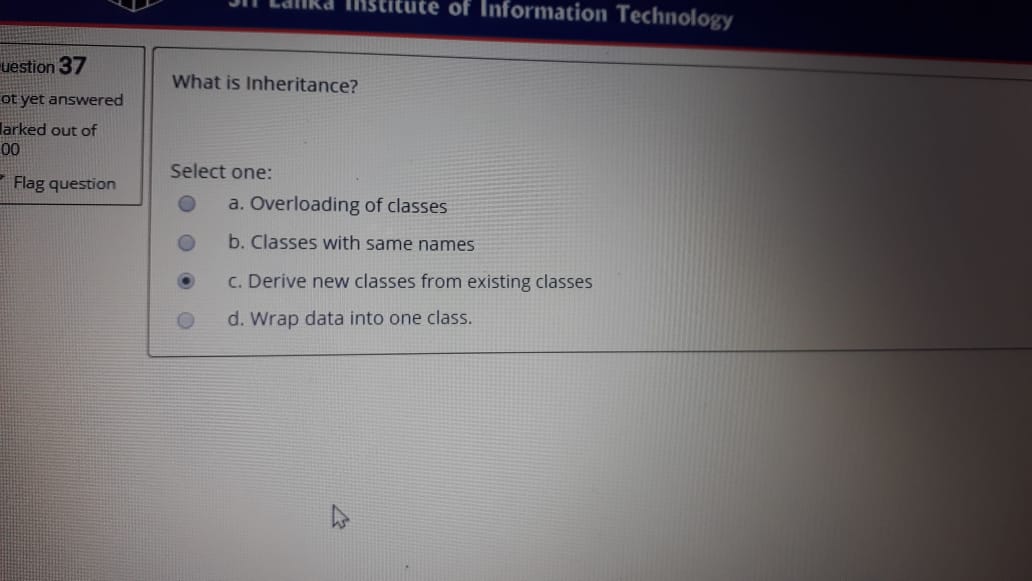 Lanka Institute of Information Technology
uestion 37
ot yet answered
arked out of
00
Flag question
What is Inheritance?
Select one:
a. Overloading of classes
b. Classes with same names
c. Derive new classes from existing classes
d. Wrap data into one class.